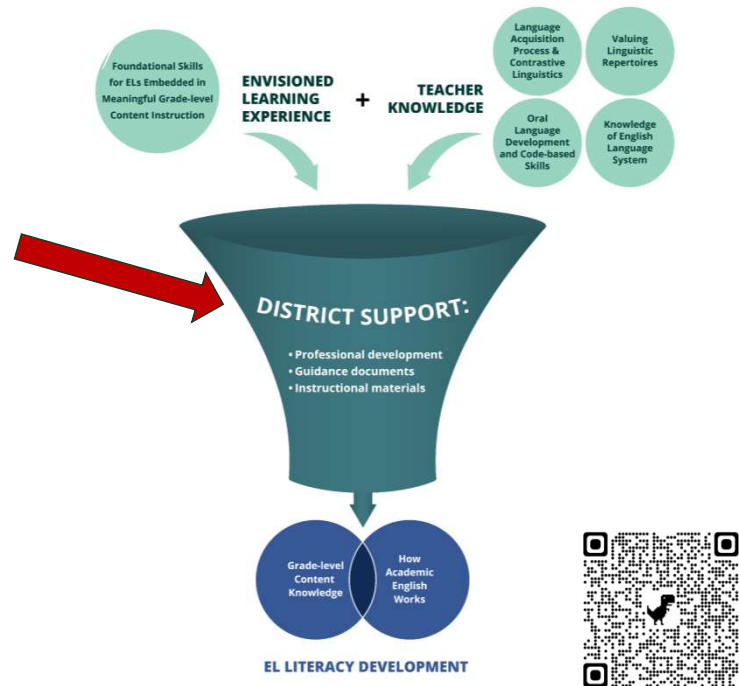 Foundational Skills
for ELs Embedded in
Meaningful Grade-level
Content Instruction
ENVISIONED
LEARNING
EXPERIENCE
+
TEACHER
KNOWLEDGE
Language
Acquisition
Process &
Contrastive
Linguistics
Valuing
Linguistic
Repertoires
Oral
Language
Development
and Code-based
Skills
Knowledge
of English
Language
System
DISTRICT SUPPORT:
• Professional development
• Guidance documents
• Instructional materials
Grade-level
Content
Knowledge
How
Academic
English
Works
EL LITERACY DEVELOPMENT